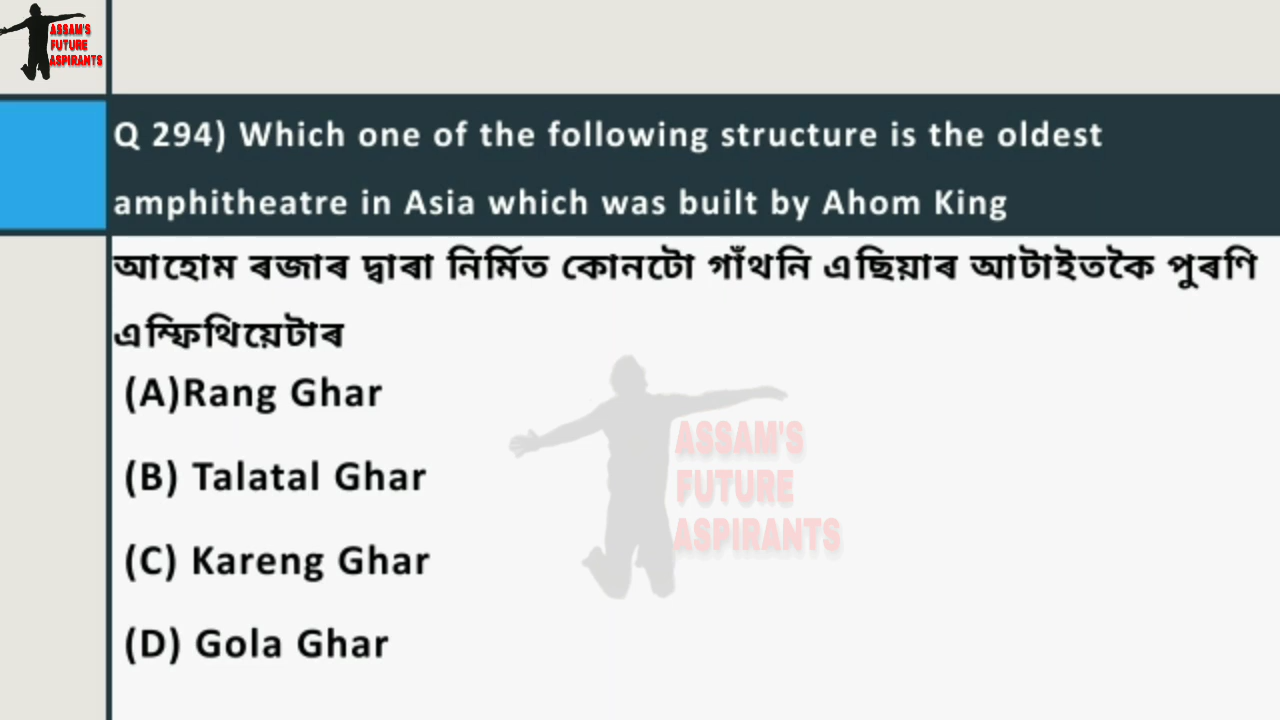 ASSAM'S
FUTURE
ASPIRANTS
Q 294) Which one of the following structure is the oldest
amphitheatre in Asia which was built by Ahom King
আহোম ৰজাৰ দ্বাৰা নিৰ্মিত কোনটো গাঁথনি এছিয়াৰ আটাইতকৈ পুৰণি
এম্ফিথিয়েটাৰ
(A)Rang Ghar
(B) Talatal Ghar
(C) Kareng Ghar
(D) Gola Ghar
ASSAM'S
FUTURE
ASPIRANTS